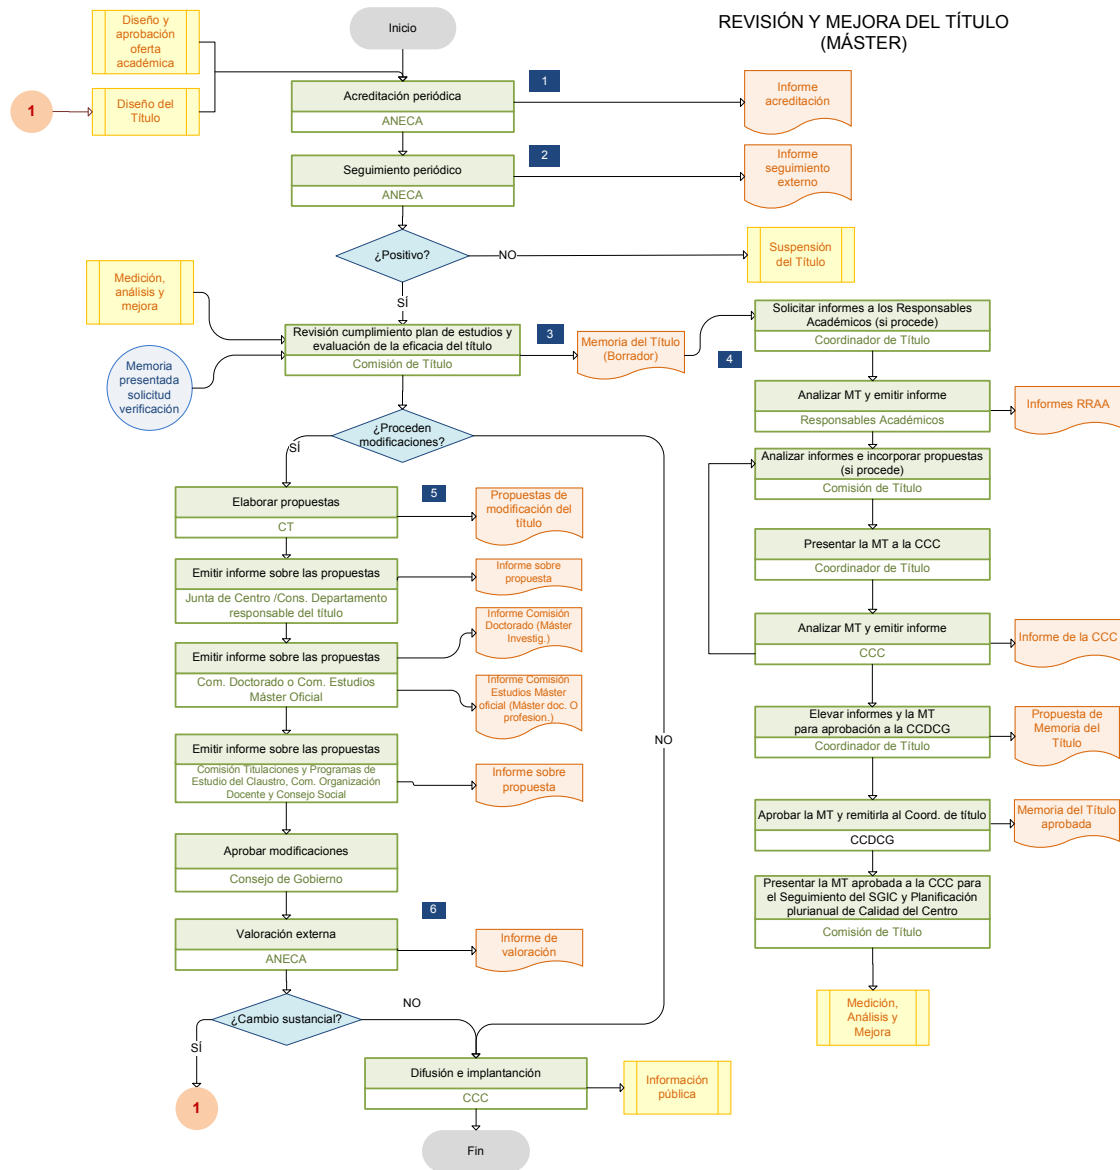 REVISIÓN Y MEJORA DEL TÍTULO
(MÁSTER)
Inicio
Diseño y
aprobación
oferta
académica
1
Diseño del
Título
Acreditación periódica
ANECA
1
Informe
acreditación
Seguimiento periódico
ANECA
2
Informe
seguimiento
externo
¿Positivo?
NO
Suspensión
del Título
SÍ
Medición,
análisis y
mejora
Memoria
presentada
solicitud
verificación
Revisión cumplimiento plan de estudios y
evaluación de la eficacia del título
Comisión de Título
3
Memoria del Título
(Borrador)
4
Solicitar informes a los Responsables
Académicos (si procede)
Coordinador de Título
Analizar MT y emitir informe
Responsables Académicos
Informes RRAA
Analizar informes e incorporar propuestas
(si procede)
Comisión de Título
Presentar la MT a la CCC
Coordinador de Título
Analizar MT y emitir informe
CCC
Informe de la CCC
Elevar informes y la MT
para aprobación a la CCDCG
Coordinador de Título
Propuesta de
Memoria del
Título
Aprobar la MT y remitirla al Coord. de título
CCDCG
Memoria del Título
aprobada
Presentar la MT aprobada a la CCC para
el Seguimiento del SGIC y Planificación
plurianual de Calidad del Centro
Comisión de Título
Medición,
Análisis y
Mejora
¿Proceden
modificaciones?
SÍ
NO
Elaborar propuestas
CT
5
Propuestas de
modificación del
título
Emitir informe sobre las propuestas
Junta de Centro /Cons. Departamento
responsable del título
Informe sobre
propuesta
Emitir informe sobre las propuestas
Com. Doctorado o Com. Estudios
Máster Oficial
Informe Comisión
Doctorado (Máster
Investig.)
Informe Comisión
Estudios Máster
oficial (Máster doc. O
profesion.)
Emitir informe sobre las propuestas
Comisión Titulaciones y Programas de
Estudio del Claustro, Com. Organización
Docente y Consejo Social
Informe sobre
propuesta
Aprobar modificaciones
Consejo de Gobierno
Valoración externa
ANECA
6
Informe de
valoración
¿Cambio sustancial?
NO
SÍ
1
Difusión e implantanción
CCC
Información
pública
Fin